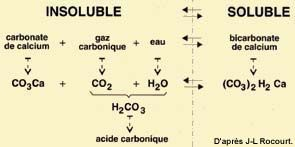 INSOLUBLE SOLUBLE
carbonate de calcium + gaz carbonique + eau bicarbonate de calcium
CO3Ca + CO2 + H2O (CO3)2 H2 Ca
H2CO3
acide carbonique
D'après J-L Rocourt.